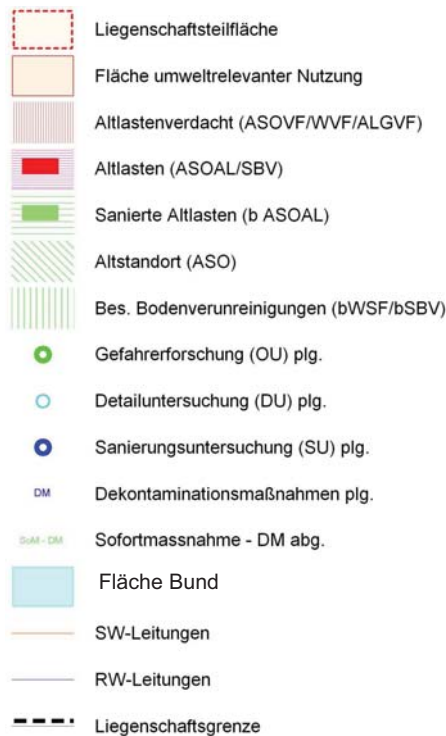 Liegenschaftsteilfläche
Fläche umweltrelevanter Nutzung
Altlastenverdacht (ASOVF/WVF/ALGVF)
Altlasten (ASOAL/SBV)
Sanierte Altlasten (b ASOAL)
Altstandort (ASO)
Bes. Bodenverunreinigungen (bWSF/bSBV)
Gefahrerforschung (OU) plg.
Detailuntersuchung (DU) plg.
Sanierungsuntersuchung (SU) plg.
DM Dekontaminationsmaßnahmen plg.
SoM - DM Sofortmassnahme - DM abg.
Fläche Bund
SW-Leitungen
RW-Leitungen
Liegenschaftsgrenze